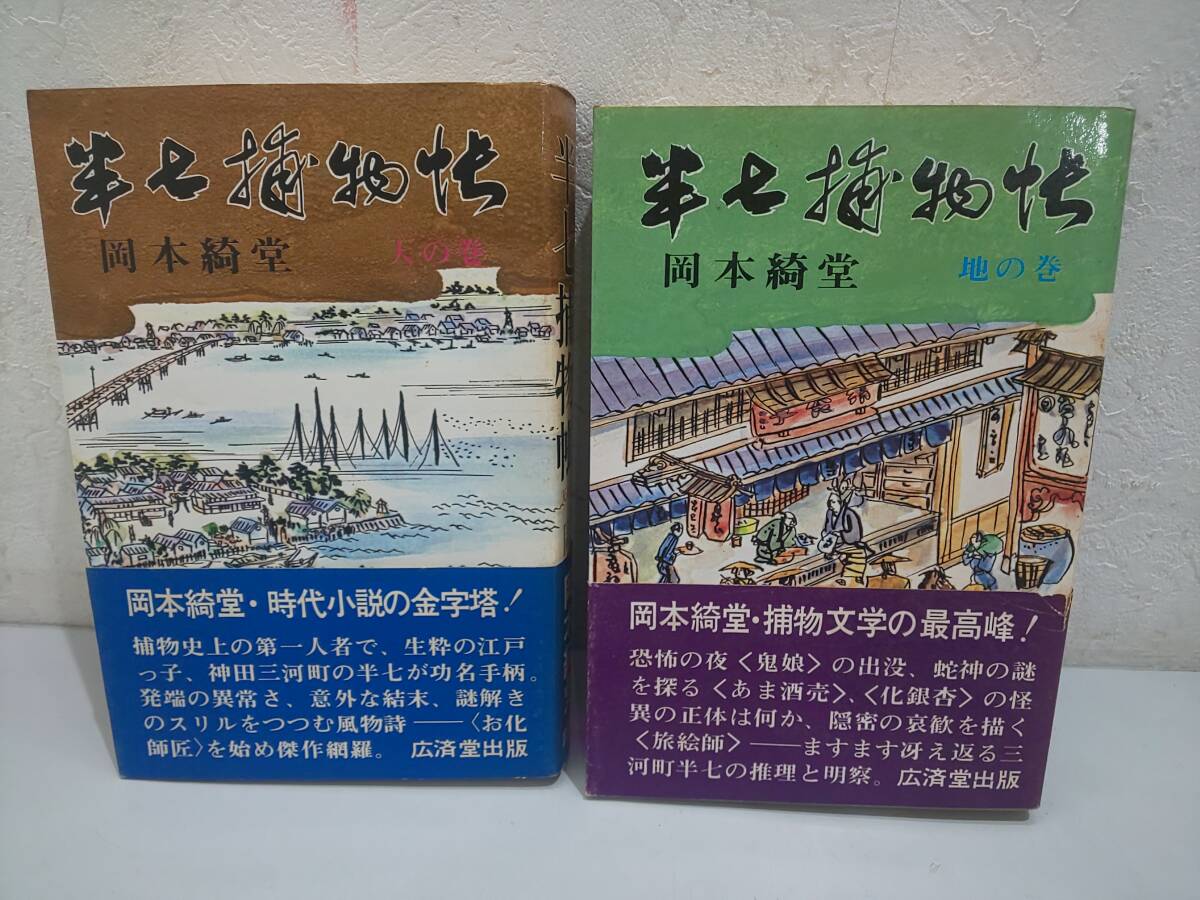 半七捕物帳
岡本綺堂
天の巻
岡本綺堂・時代小説の金字塔!
捕物史上の第一人者で、生粋の江戸
っ子、神田三河町の半七が功名手柄。
発端の異常さ、意外な結末、謎解き
のスリルをつつむ風物詩――〈お化
師匠〉を始め傑作網羅。 広済堂出版
半七捕物帳
半七捕物帳
岡本綺堂
地の巻
岡本綺堂・捕物文学の最高峰!
恐怖の夜〈鬼娘〉の出没、蛇神の謎
を探る〈あま酒売〉、〈化銀杏〉の怪
異の正体は何か、隠密の哀歓を描く
〈旅絵師〉――ますます冴え返る三
河町半七の推理と明察。 広済堂出版